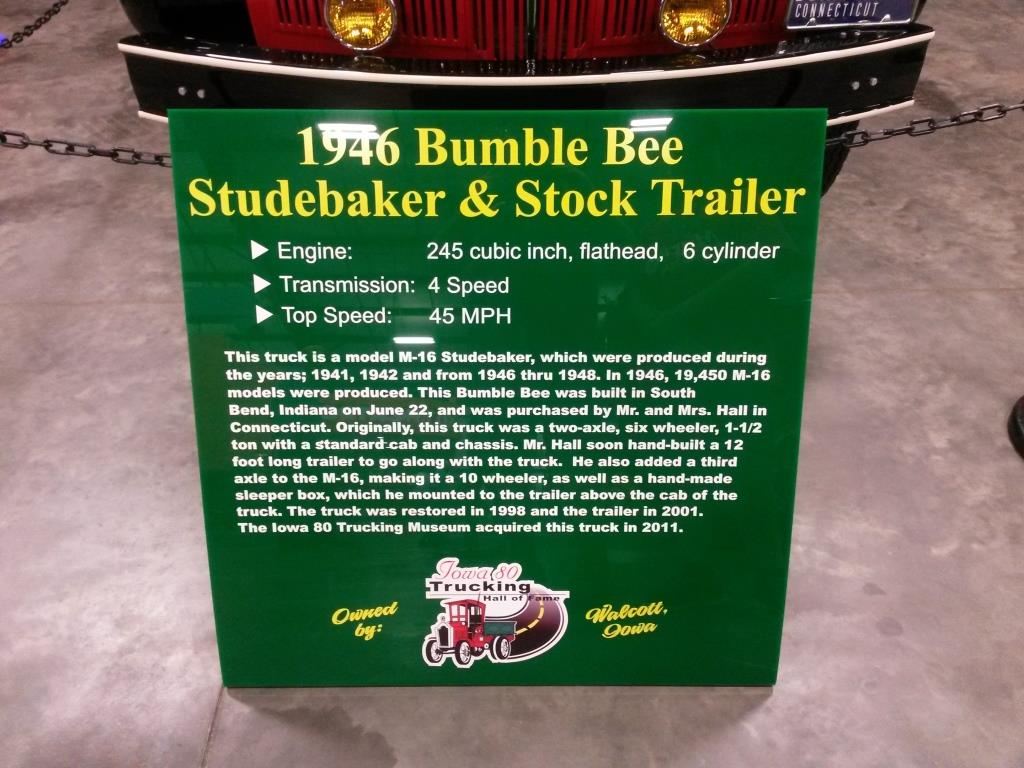 CONNECTICUT
1946 Bumble Bee
Studebaker & Stock Trailer
Engine: 245 cubic inch, flathead, 6 cylinder
Transmission: 4 Speed
Top Speed: 45 MPH
This truck is a model M-16 Studebaker, which were produced during
the years; 1941, 1942 and from 1946 thru 1948. In 1946, 19,450 M-16
models were produced. This Bumble Bee was built in South
Bend, Indiana on June 22, and was purchased by Mr. and Mrs. Hall in
Connecticut. Originally, this truck was a two-axle, six wheeler, 1-1/2
ton with a standard cab and chassis. Mr. Hall soon hand-built a 12
foot long trailer to go along with the truck. He also added a third
axle to the M-16, making it a 10 wheeler, as well as a hand-made
sleeper box, which he mounted to the trailer above the cab of the
truck. The truck was restored in 1998 and the trailer in 2001.
The Iowa 80 Trucking Museum acquired this truck in 2011.
Iowa 80
Trucking
Hall of Fame
Owned
by:
Walcott,
Iowa